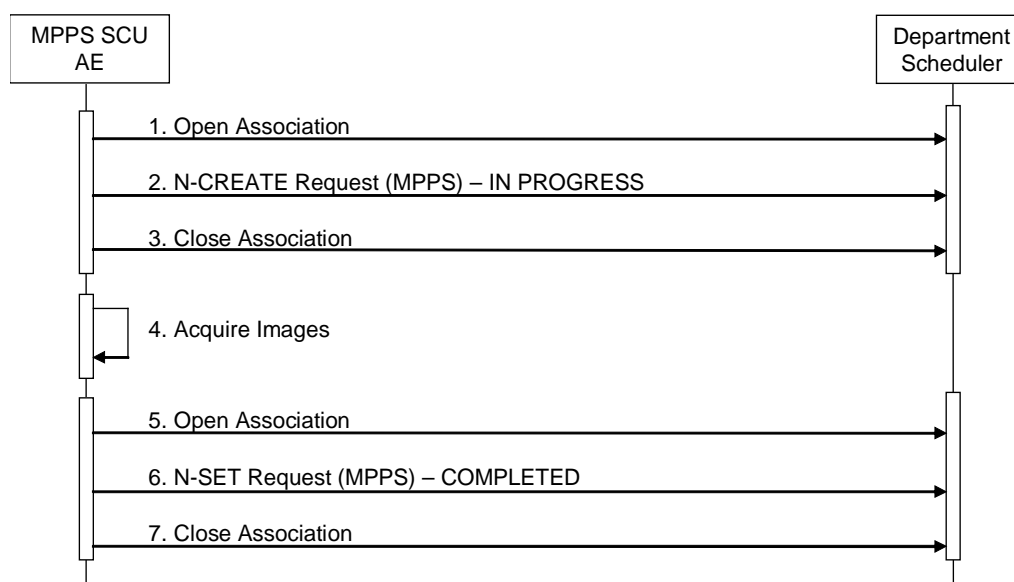 MPPS SCU
AE
Department
Scheduler
1. Open Association
2. N-CREATE Request (MPPS) – IN PROGRESS
3. Close Association
4. Acquire Images
5. Open Association
6. N-SET Request (MPPS) – COMPLETED
7. Close Association